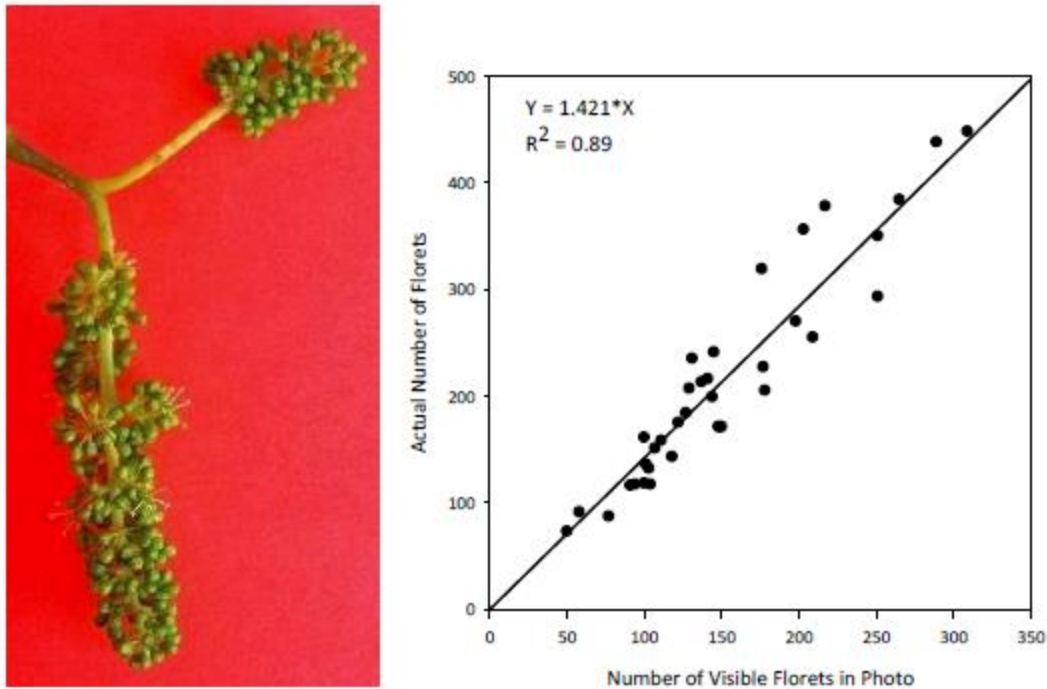 Y = 1.421*X
R2 = 0.89
500
400
300
200
100
0
Actual Number of Florets
0 50 100 150 200 250 300 350
Number of Visible Florets in Photo